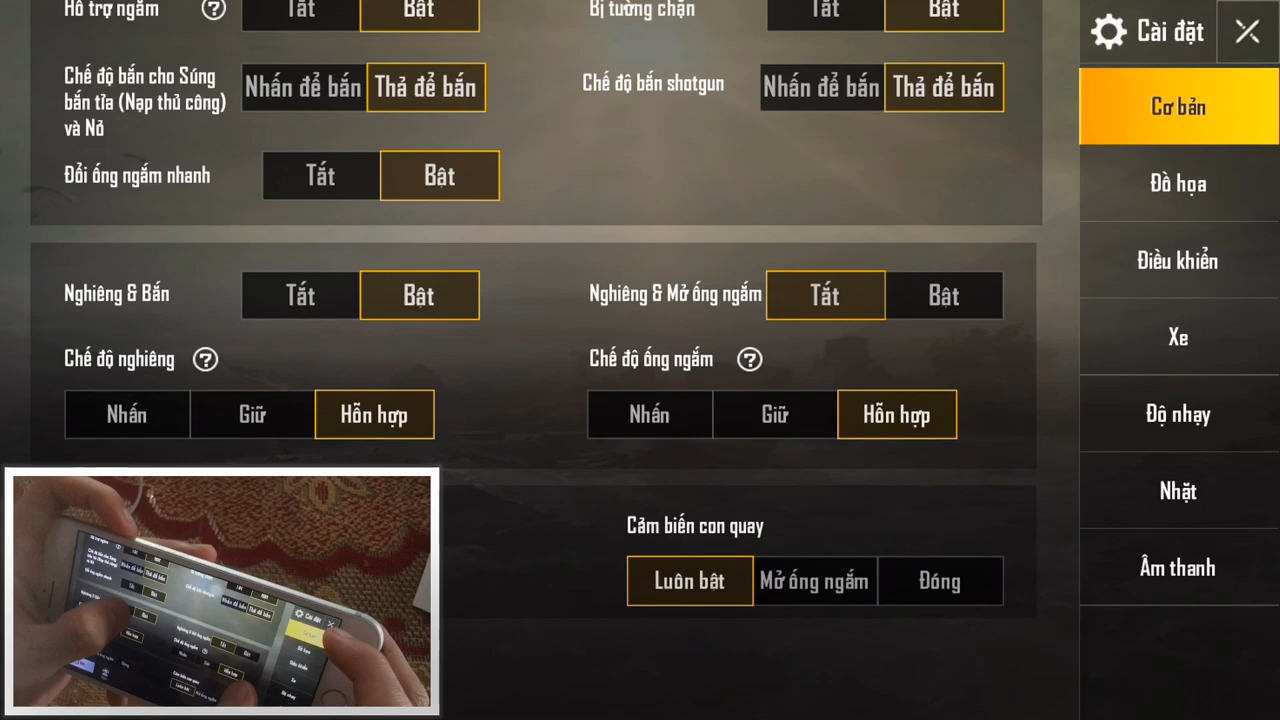 Hỗ trợ ngắm ? Tắt Bật
Bị tường chặn Tắt Bật
Chế độ bắn cho Súng
bắn tỉa (Nạp thủ công)
và Nỏ
Nhấn để bắn Thả để bắn
Chế độ bắn shotgun Nhấn để bắn Thả để bắn
Đổi ống ngắm nhanh Tắt Bật
Nghiêng & Bắn Tắt Bật
Nghiêng & Mở ống ngắm Tắt Bật
Chế độ nghiêng ?
Nhấn Giữ Hỗn hợp
Chế độ ống ngắm ?
Nhấn Giữ Hỗn hợp
Cảm biến con quay
Luôn bật Mở ống ngắm Đóng
Cài đặt
Cơ bản
Đồ họa
Điều khiển
Xe
Độ nhạy
Nhặt
Âm thanh